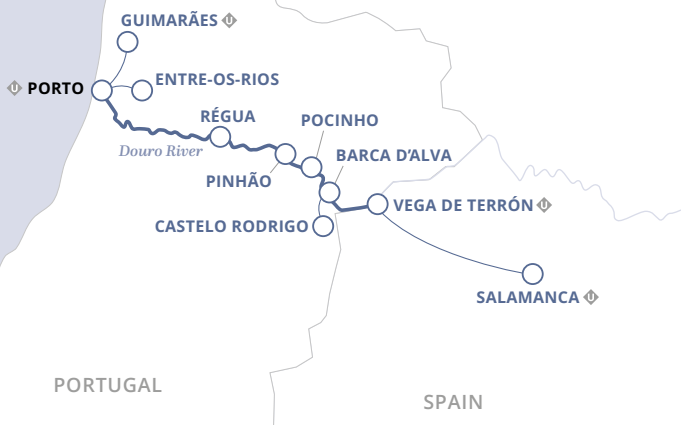 GUIMARÃES U
U PORTO
ENTRE-OS-RIOS
RÉGUA
POCINHO
Douro River
BARCA D'ALVA
PINHÃO
VEGA DE TERRÓN U
CASTELO RODRIGO
SALAMANCA U
PORTUGAL
SPAIN